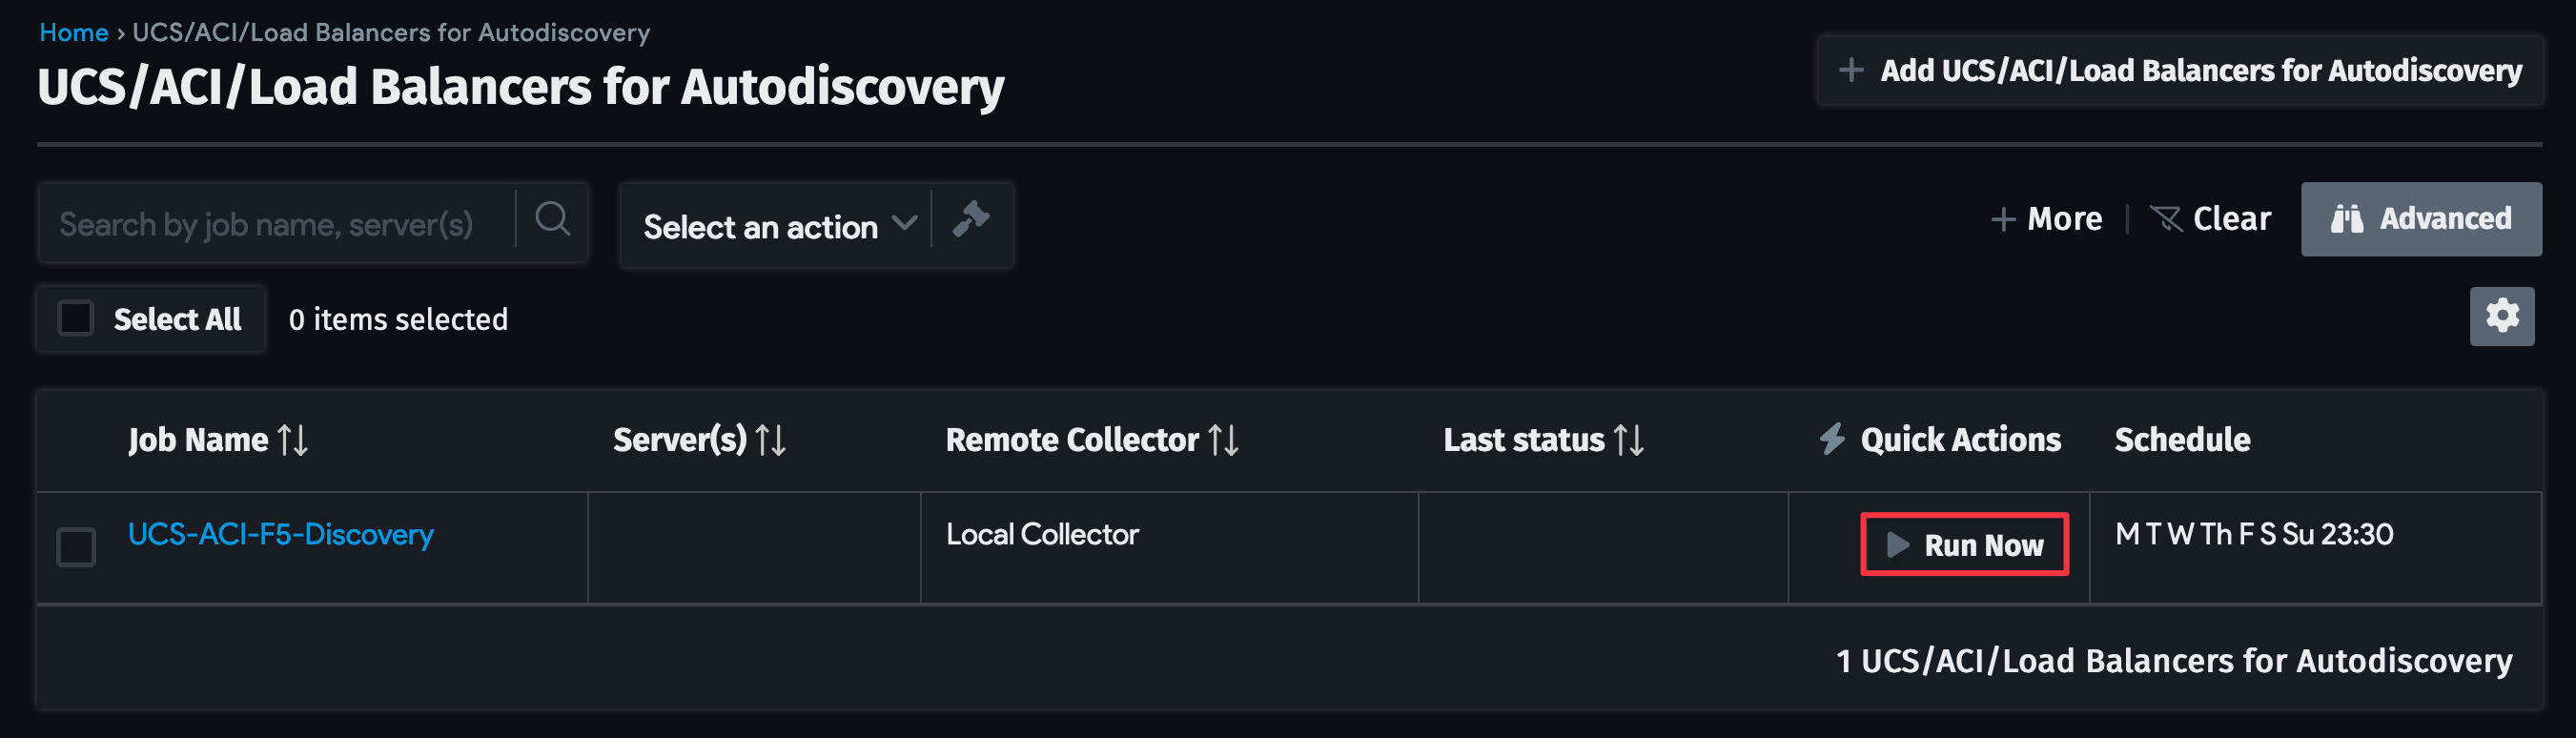 Home › UCS/ACI/Load Balancers for Autodiscovery
UCS/ACI/Load Balancers for Autodiscovery
Add UCS/ACI/Load Balancers for Autodiscovery
Search by job name, server(s)
Select an action
More
Clear
Advanced
Select All
0 items selected
Job Name
Server(s)
Remote Collector
Last status
Quick Actions
Schedule
UCS-ACI-F5-Discovery
Local Collector
Run Now
M T W Th F S Su 23:30
1 UCS/ACI/Load Balancers for Autodiscovery